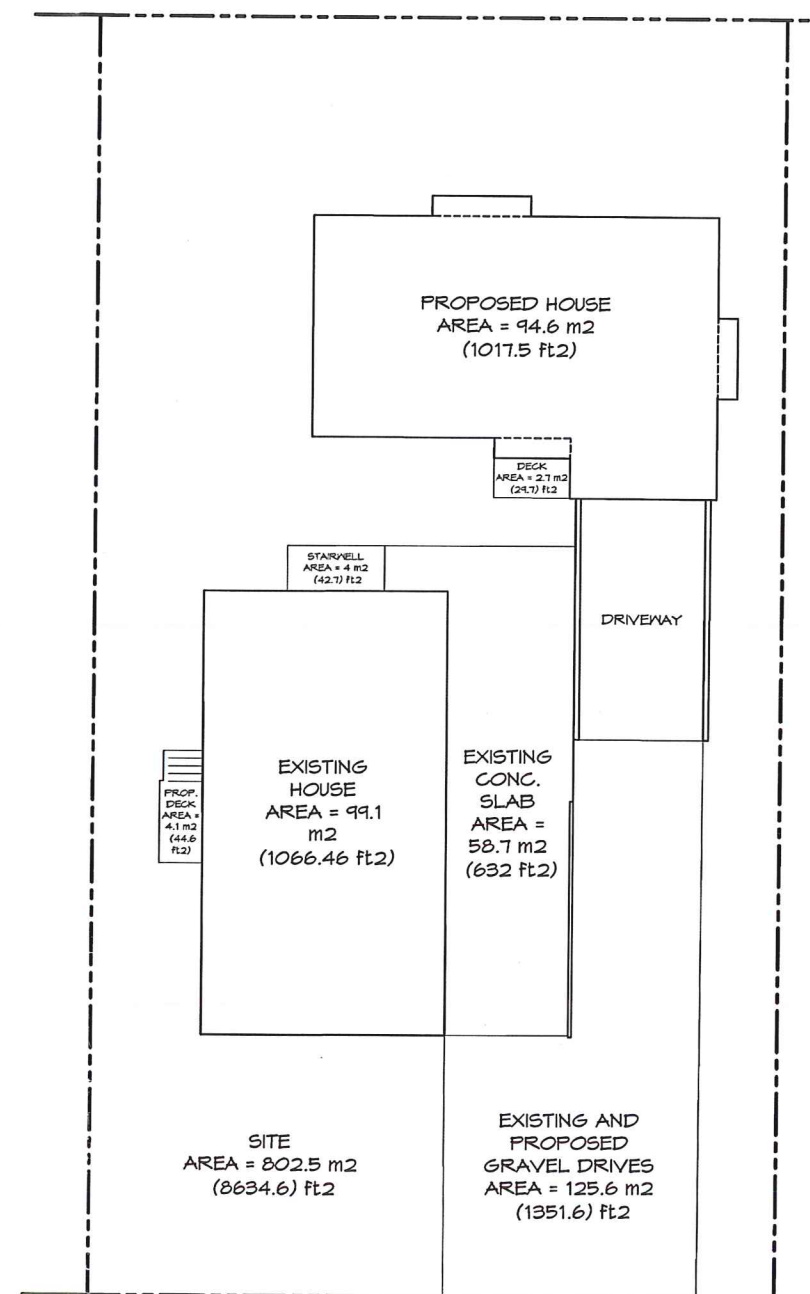 PROPOSED HOUSE
AREA = 94.6 m2
(1017.5 ft2)
DECK
AREA = 2.7 m2
(29.7) ft2
STAIRWELL
AREA = 4 m2
(42.7) ft2
DRIVEWAY
PROP.
DECK
AREA =
4.1 m2
(44.6
ft2)
EXISTING
HOUSE
AREA = 99.1
m2
(1066.46 ft2)
EXISTING
CONC.
SLAB
AREA =
58.7 m2
(632 ft2)
SITE
AREA = 802.5 m2
(8634.6) ft2
EXISTING AND
PROPOSED
GRAVEL DRIVES
AREA = 125.6 m2
(1351.6) ft2